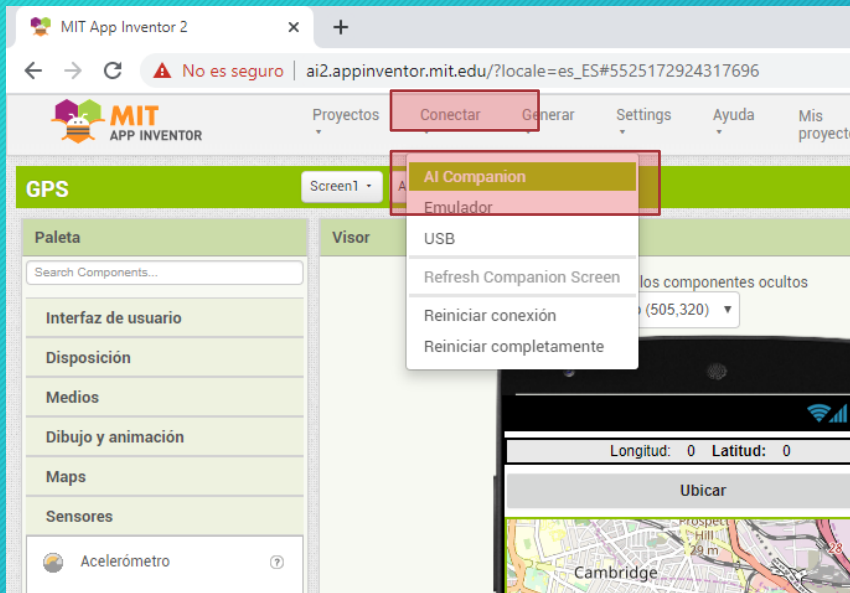 MIT App Inventor 2
No es seguro ai2.appinventor.mit.edu/?locale=es_ES#5525172924317696
MIT
APP INVENTOR
Proyectos Conectar Generar Settings Ayuda Mis
proyect
GPS
Screen1
A
AI Companion
Emulador
USB
Refresh Companion Screen
Reiniciar conexión
Reiniciar completamente
Paleta
Search Components...
Interfaz de usuario
Disposición
Medios
Dibujo y animación
Maps
Sensores
Acelerómetro ?
Visor
los componentes ocultos
(505,320)
Longitud: 0 Latitud: 0
Ubicar
Prospect
Hill
29 m
28
Cambridge